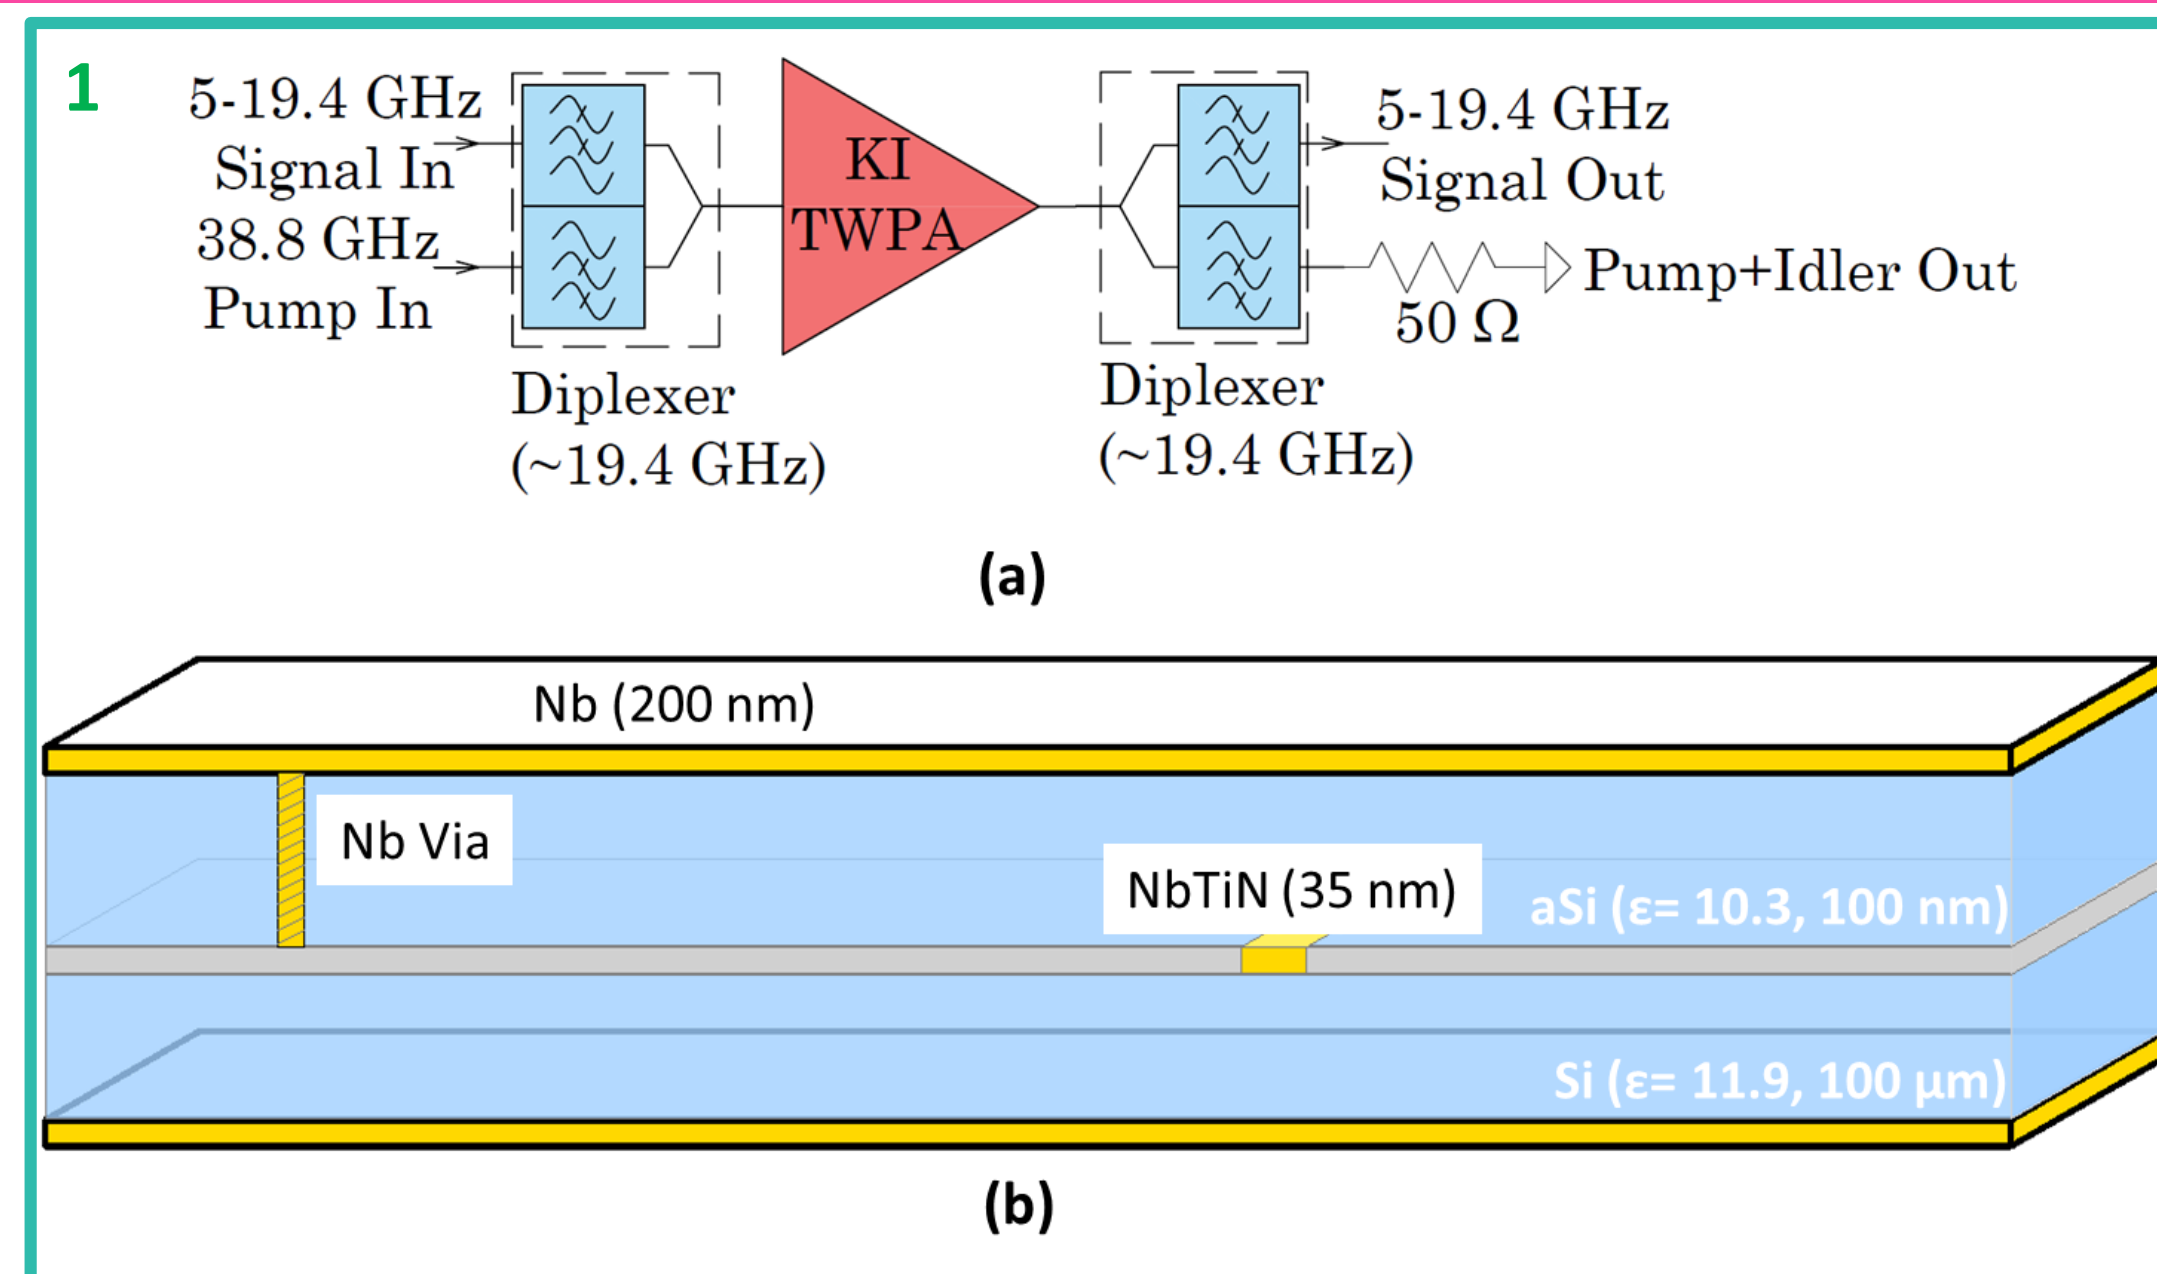 1
5-19.4 GHz
Signal In
38.8 GHz
Pump In
Diplexer
(~19.4 GHz)
KI
TWPA
Diplexer
(~19.4 GHz)
5-19.4 GHz
Signal Out
Pump+Idler Out
50 Ω
(a)
Nb (200 nm)
Nb Via
NbTiN (35 nm)
aSi (ε= 10.3, 100 nm)
Si (ε= 11.9, 100 μm)
(b)